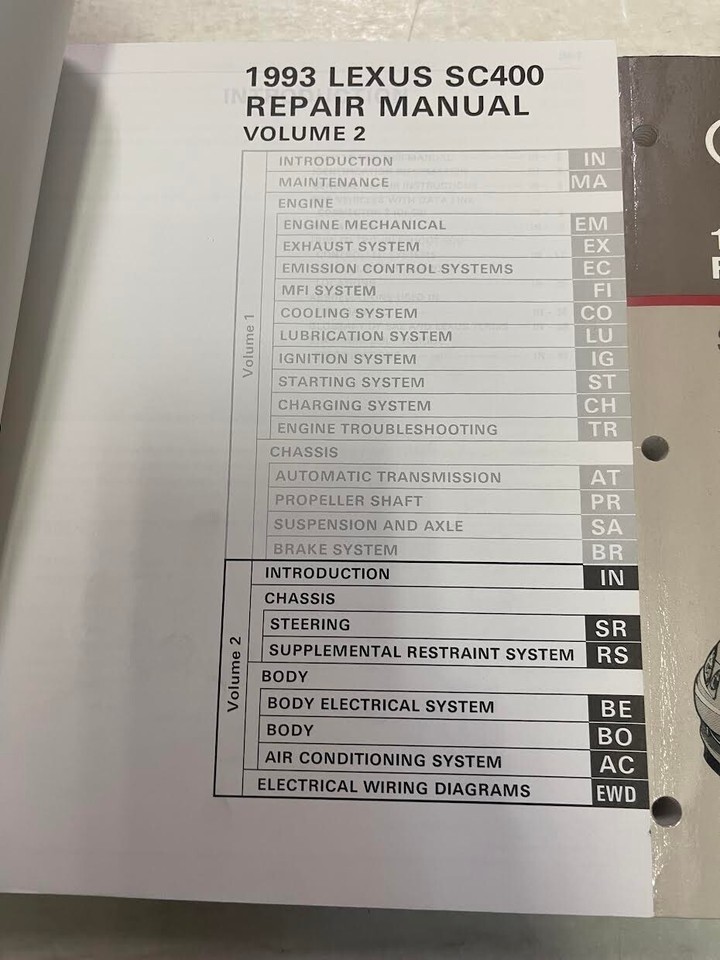 1993 LEXUS SC400
REPAIR MANUAL
VOLUME 2
Volume 1
INTRODUCTION IN
MAINTENANCE MA
ENGINE
ENGINE MECHANICAL EM
EXHAUST SYSTEM EX
EMISSION CONTROL SYSTEMS EC
MFI SYSTEM FI
COOLING SYSTEM CO
LUBRICATION SYSTEM LU
IGNITION SYSTEM IG
STARTING SYSTEM ST
CHARGING SYSTEM CH
ENGINE TROUBLESHOOTING TR
CHASSIS
AUTOMATIC TRANSMISSION AT
PROPELLER SHAFT PR
SUSPENSION AND AXLE SA
BRAKE SYSTEM BR
Volume 2
INTRODUCTION IN
CHASSIS
STEERING SR
SUPPLEMENTAL RESTRAINT SYSTEM RS
BODY
BODY ELECTRICAL SYSTEM BE
BODY BO
AIR CONDITIONING SYSTEM AC
ELECTRICAL WIRING DIAGRAMS EWD